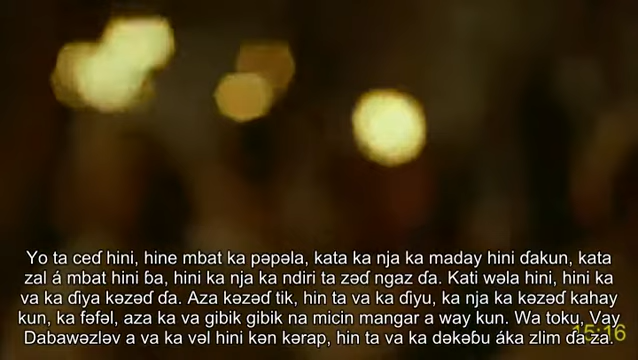 Yo ta ceɗ hini, hine mbat ka pəpəla, kata ka nja ka maday hini ɗakun, kata
zal á mbat hini ɓa, hini ka nja ka ndiri ta zəɗ ngaz ɗa. Kati wəla hini, hini ka
va ka ɗiya kəzəɗ ɗa. Aza kəzəɗ tik, hin ta va ka ɗiyu, ka nja ka kəzəɗ kahay
kun, ka fəfəl, aza ka va gibik gibik na micin mangar a way kun. Wa toku, Vay
Dabawəzləv a va ka vəl hini kən kərap, hin ta va ka dəkəɓu áka zlim ɗa za.
15:16